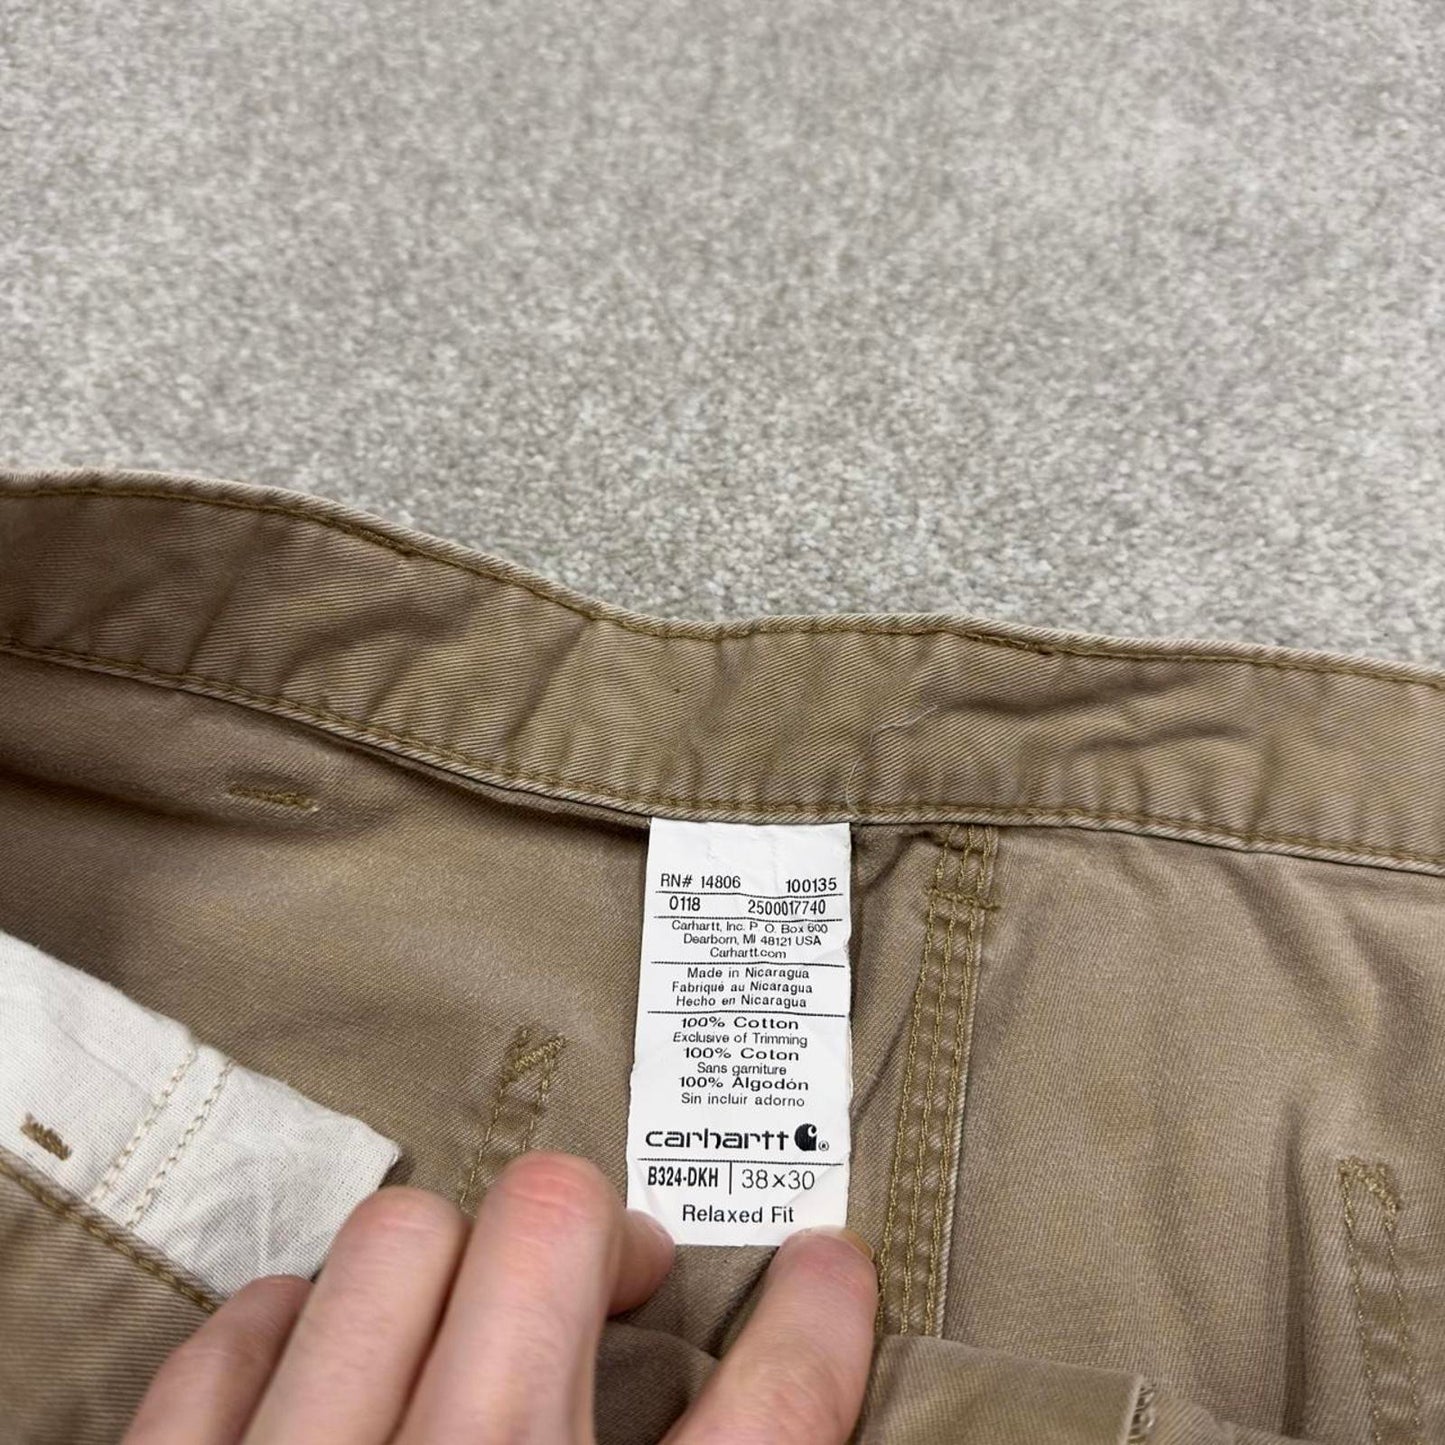 RN# 14806 100135
0118 2500017740
Carhartt, Inc. P. O. Box 600
Dearborn, MI 48121 USA
Carhartt.com
Made in Nicaragua
Fabriqué au Nicaragua
Hecho en Nicaragua
100% Cotton
Exclusive of Trimming
100% Coton
Sans garniture
100% Algodón
Sin incluir adorno
carhartt ®
B324-DKH | 38×30
Relaxed Fit